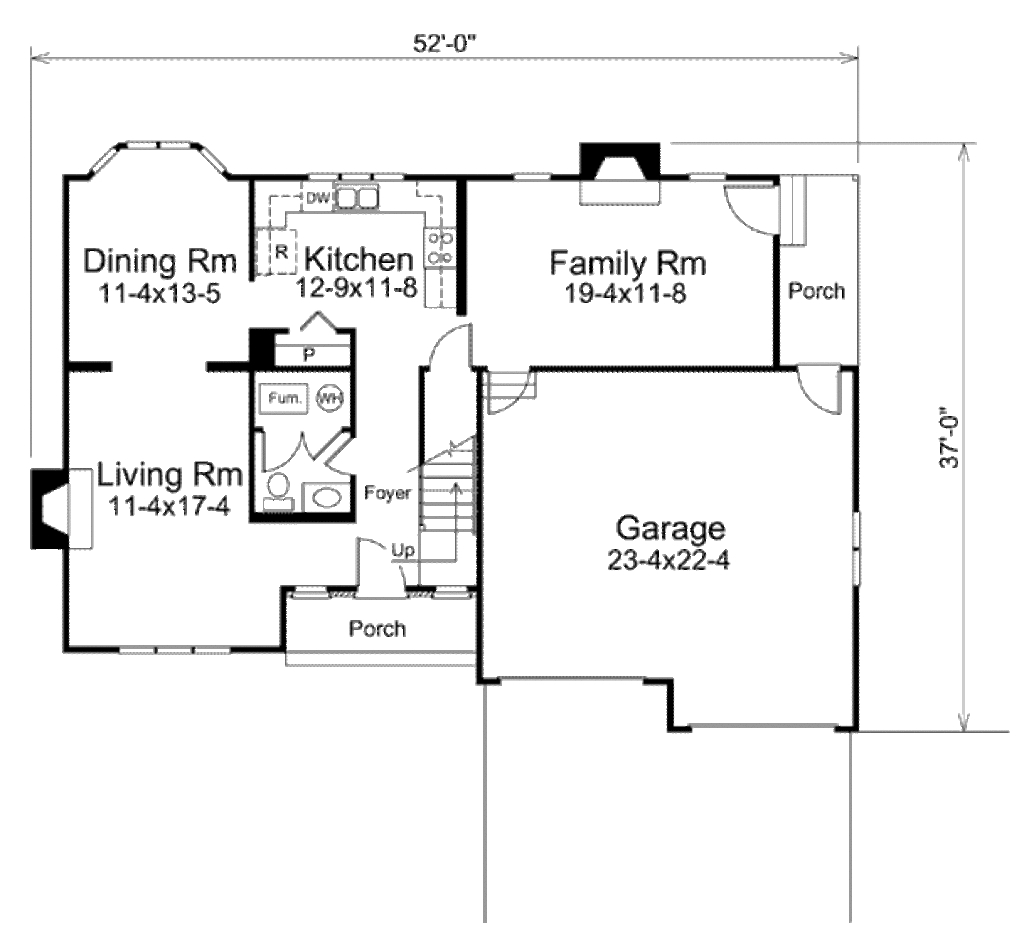 52'-0"
DW
R
Dining Rm
11-4x13-5
Kitchen
12-9x11-8
Family Rm
19-4x11-8
Porch
P
Furn.
WH
37'-0"
Living Rm
11-4x17-4
Foyer
Up
Garage
23-4x22-4
Porch